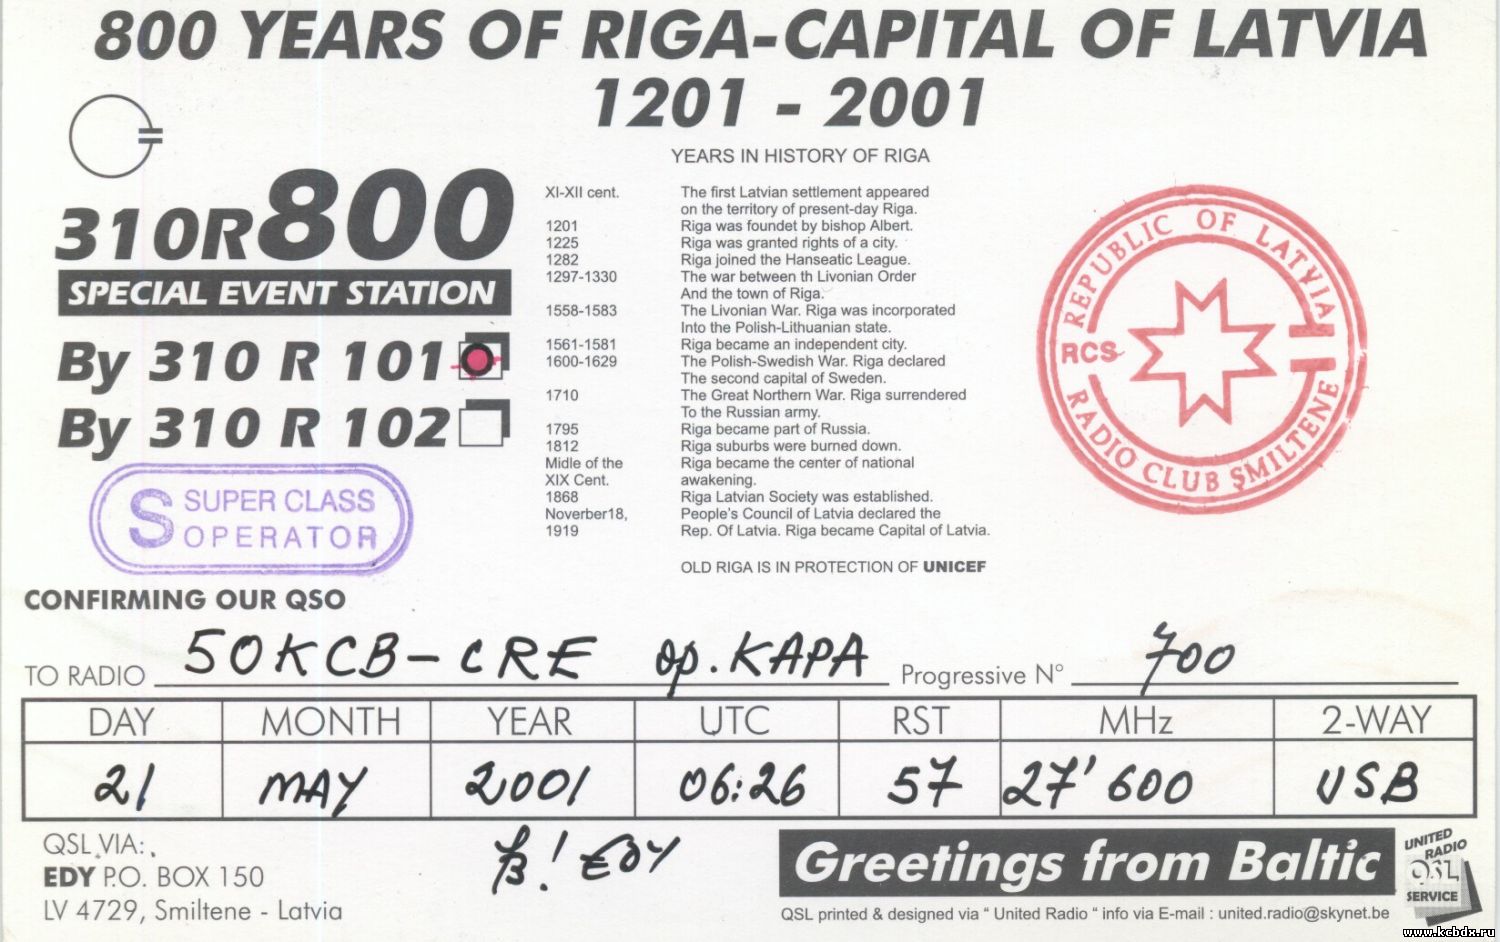 800 YEARS OF RIGA-CAPITAL OF LATVIA
1201 - 2001
310R800
SPECIAL EVENT STATION
By 310 R 101
By 310 R 102
S SUPER CLASS
OPERATOR
YEARS IN HISTORY OF RIGA
XI-XII cent. The first Latvian settlement appeared
on the territory of present-day Riga.
1201 Riga was foundet by bishop Albert.
1225 Riga was granted rights of a city.
1282 Riga joined the Hanseatic League.
1297-1330 The war between th Livonian Order
And the town of Riga.
1558-1583 The Livonian War. Riga was incorporated
Into the Polish-Lithuanian state.
1561-1581 Riga became an independent city.
1600-1629 The Polish-Swedish War. Riga declared
The second capital of Sweden.
1710 The Great Northern War. Riga surrendered
To the Russian army.
1795 Riga became part of Russia.
1812 Riga suburbs were burned down.
Midle of the Riga became the center of national
XIX Cent. awakening.
1868 Riga Latvian Society was established.
Noverber18, People's Council of Latvia declared the
1919 Rep. Of Latvia. Riga became Capital of Latvia.
OLD RIGA IS IN PROTECTION OF UNICEF
REPUBLIC OF LATVIA
RCS
RADIO CLUB SMILTENE
CONFIRMING OUR QSO
TO RADIO 50KCB-CRE op. KAPA Progressive N° 700
DAY MONTH YEAR UTC RST MHz 2-WAY
21 MAY 2001 06:26 57 27'600 USB
QSL VIA:
EDY P.O. BOX 150
LV 4729, Smiltene - Latvia
EDY
Greetings from Baltic
QSL printed & designed via " United Radio " info via E-mail : united.radio@skynet.be
UNITED
RADIO
QSL
SERVICE
www.kcbdx.ru